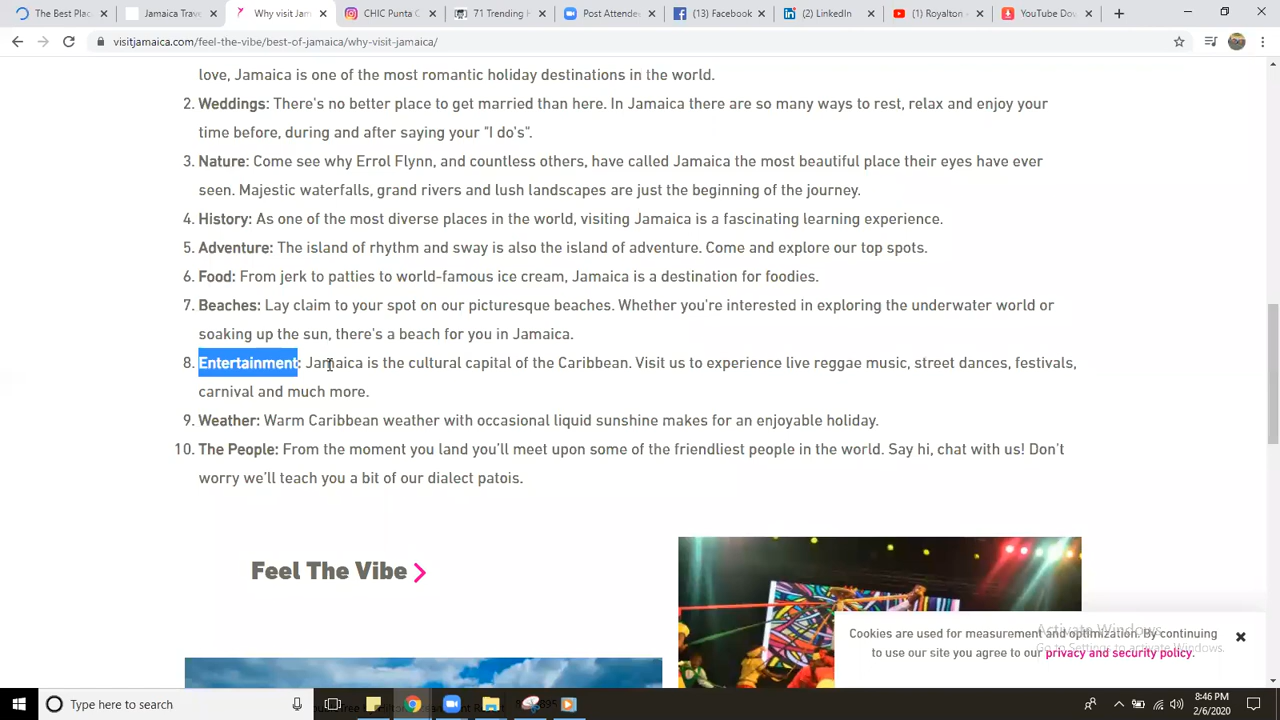 The Best Pla
Jamaica Trave
Why visit Jam
CHIC Punta C
71 Trending F
Post Attendee
(13) Facebook
(2) LinkedIn
(1) Royalton
YouTube Do
visitjamaica.com/feel-the-vibe/best-of-jamaica/why-visit-jamaica/
love, Jamaica is one of the most romantic holiday destinations in the world.
2. Weddings: There's no better place to get married than here. In Jamaica there are so many ways to rest, relax and enjoy your
time before, during and after saying your "I do's".
3. Nature: Come see why Errol Flynn, and countless others, have called Jamaica the most beautiful place their eyes have ever
seen. Majestic waterfalls, grand rivers and lush landscapes are just the beginning of the journey.
4. History: As one of the most diverse places in the world, visiting Jamaica is a fascinating learning experience.
5. Adventure: The island of rhythm and sway is also the island of adventure. Come and explore our top spots.
6. Food: From jerk to patties to world-famous ice cream, Jamaica is a destination for foodies.
7. Beaches: Lay claim to your spot on our picturesque beaches. Whether you're interested in exploring the underwater world or
soaking up the sun, there's a beach for you in Jamaica.
8. Entertainment: Jamaica is the cultural capital of the Caribbean. Visit us to experience live reggae music, street dances, festivals,
carnival and much more.
9. Weather: Warm Caribbean weather with occasional liquid sunshine makes for an enjoyable holiday.
10. The People: From the moment you land you'll meet upon some of the friendliest people in the world. Say hi, chat with us! Don't
worry we'll teach you a bit of our dialect patois.
Feel The Vibe
Cookies are used for measurement and optimization. By continuing
to use our site you agree to our privacy and security policy.
Activate Windows
Go to Settings to activate Windows.
Type here to search
8:46 PM
2/6/2020